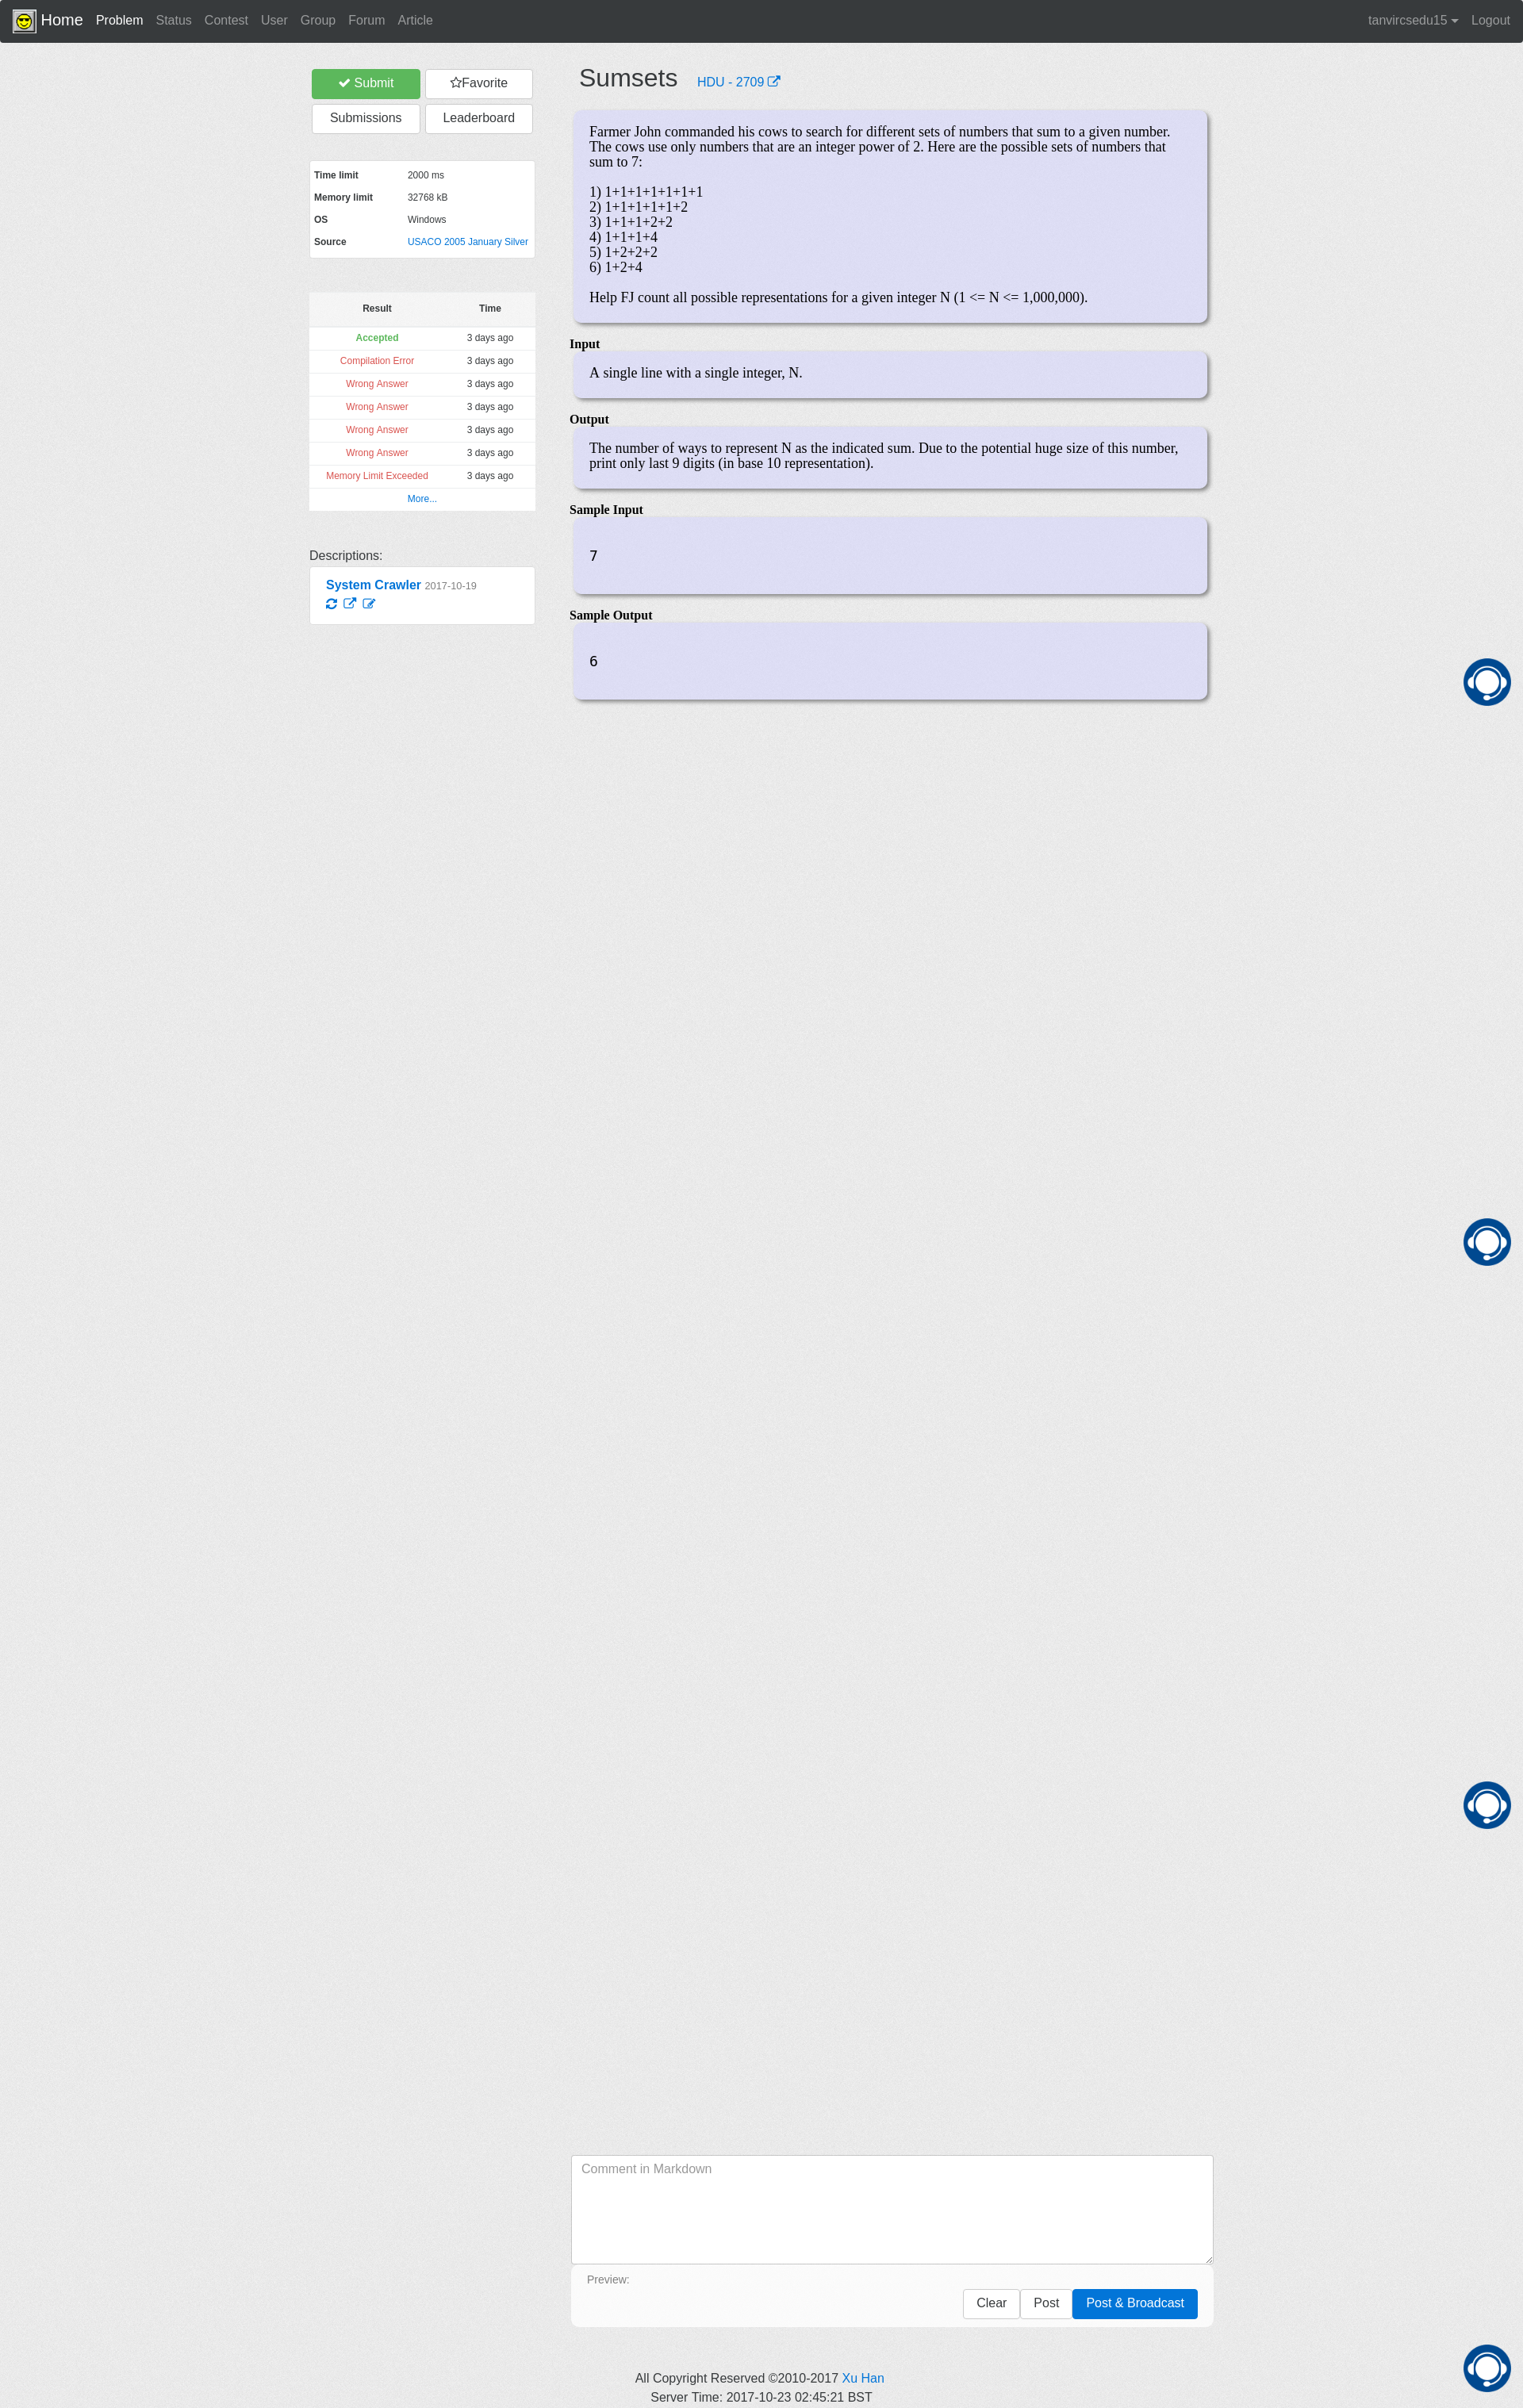 Home Problem Status Contest User Group Forum Article tanvircsedu15 Logout
Submit Favorite
Submissions Leaderboard
Time limit 2000 ms
Memory limit 32768 kB
OS Windows
Source USACO 2005 January Silver
Result Time
Accepted 3 days ago
Compilation Error 3 days ago
Wrong Answer 3 days ago
Wrong Answer 3 days ago
Wrong Answer 3 days ago
Wrong Answer 3 days ago
Memory Limit Exceeded 3 days ago
More...
Descriptions:
System Crawler 2017-10-19
Sumsets HDU - 2709
Farmer John commanded his cows to search for different sets of numbers that sum to a given number.
The cows use only numbers that are an integer power of 2. Here are the possible sets of numbers that
sum to 7:
1) 1+1+1+1+1+1+1
2) 1+1+1+1+1+2
3) 1+1+1+2+2
4) 1+1+1+4
5) 1+2+2+2
6) 1+2+4
Help FJ count all possible representations for a given integer N (1 <= N <= 1,000,000).
Input
A single line with a single integer, N.
Output
The number of ways to represent N as the indicated sum. Due to the potential huge size of this number,
print only last 9 digits (in base 10 representation).
Sample Input
7
Sample Output
6
Comment in Markdown
Preview:
Clear Post Post & Broadcast
All Copyright Reserved ©2010-2017 Xu Han
Server Time: 2017-10-23 02:45:21 BST